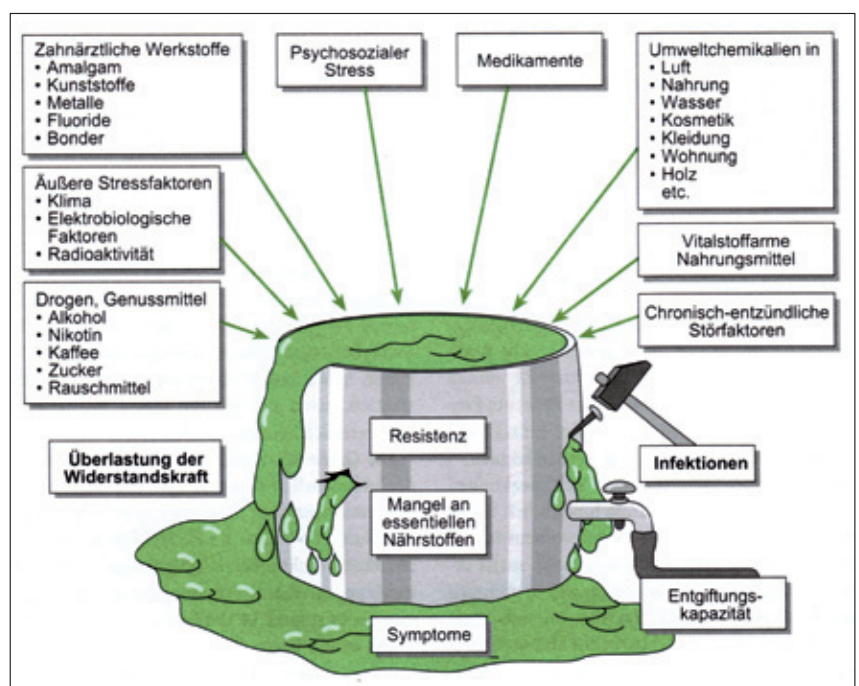 Zahnärztliche Werkstoffe
• Amalgam
• Kunststoffe
• Metalle
• Fluoride
• Bonder
Psychosozialer
Stress
Medikamente
Umweltchemikalien in
• Luft
• Nahrung
• Wasser
• Kosmetik
• Kleidung
• Wohnung
• Holz
etc.
Äußere Stressfaktoren
• Klima
• Elektrobiologische
Faktoren
• Radioaktivität
Vitalstoffarme
Nahrungsmittel
Drogen, Genussmittel
• Alkohol
• Nikotin
• Kaffee
• Zucker
• Rauschmittel
Chronisch-entzündliche
Störfaktoren
Resistenz
Überlastung der
Widerstandskraft
Infektionen
Mangel an
essentiellen
Nährstoffen
Entgiftungs-
kapazität
Symptome